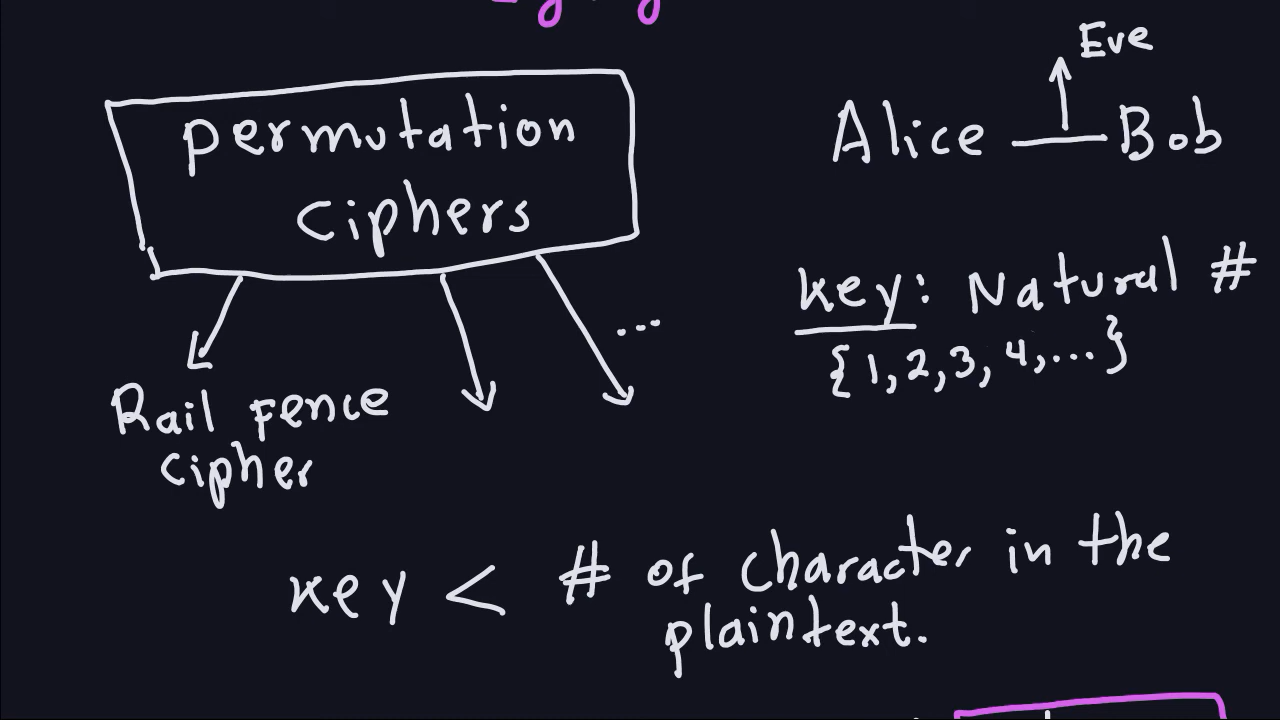 permutation
ciphers
Eve
Alice Bob
key: Natural #
{1,2,3,4,...}
...
Rail Fence
cipher
key < # of character in the
plaintext.